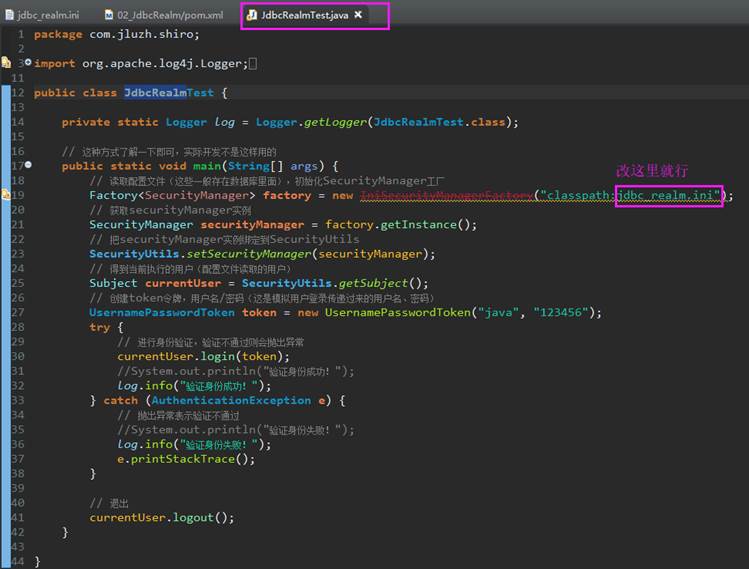 jdbc_realm.ini 02_JdbcRealm/pom.xml JdbcRealmTest.java
1 package com.jluzh.shiro;
2
3 import org.apache.log4j.Logger;
11
12 public class JdbcRealmTest {
13
14 private static Logger log = Logger.getLogger(JdbcRealmTest.class);
15
16 // 这种方式了解一下即可，实际开发不是这样用的
17 public static void main(String[] args) {
改这里就行
18 // 读取配置文件（这些一般存在数据库里面），初始化SecurityManager工厂
19 Factory<SecurityManager> factory = new IniSecurityManagerFactory("classpath:jdbc_realm.ini");
20 // 获取securityManager实例
21 SecurityManager securityManager = factory.getInstance();
22 // 把securityManager实例绑定到SecurityUtils
23 SecurityUtils.setSecurityManager(securityManager);
24 // 得到当前执行的用户（配置文件读取的用户）
25 Subject currentUser = SecurityUtils.getSubject();
26 // 创建token令牌，用户名/密码（这是模拟用户登录传递过来的用户名、密码）
27 UsernamePasswordToken token = new UsernamePasswordToken("java", "123456");
28 try {
29 // 进行身份验证，验证不通过则会抛出异常
30 currentUser.login(token);
31 //System.out.println("验证身份成功！");
32 log.info("验证身份成功！");
33 } catch (AuthenticationException e) {
34 // 抛出异常表示验证不通过
35 //System.out.println("验证身份失败！");
36 log.info("验证身份失败！");
37 e.printStackTrace();
38 }
39
40 // 退出
41 currentUser.logout();
42 }
43
44 }